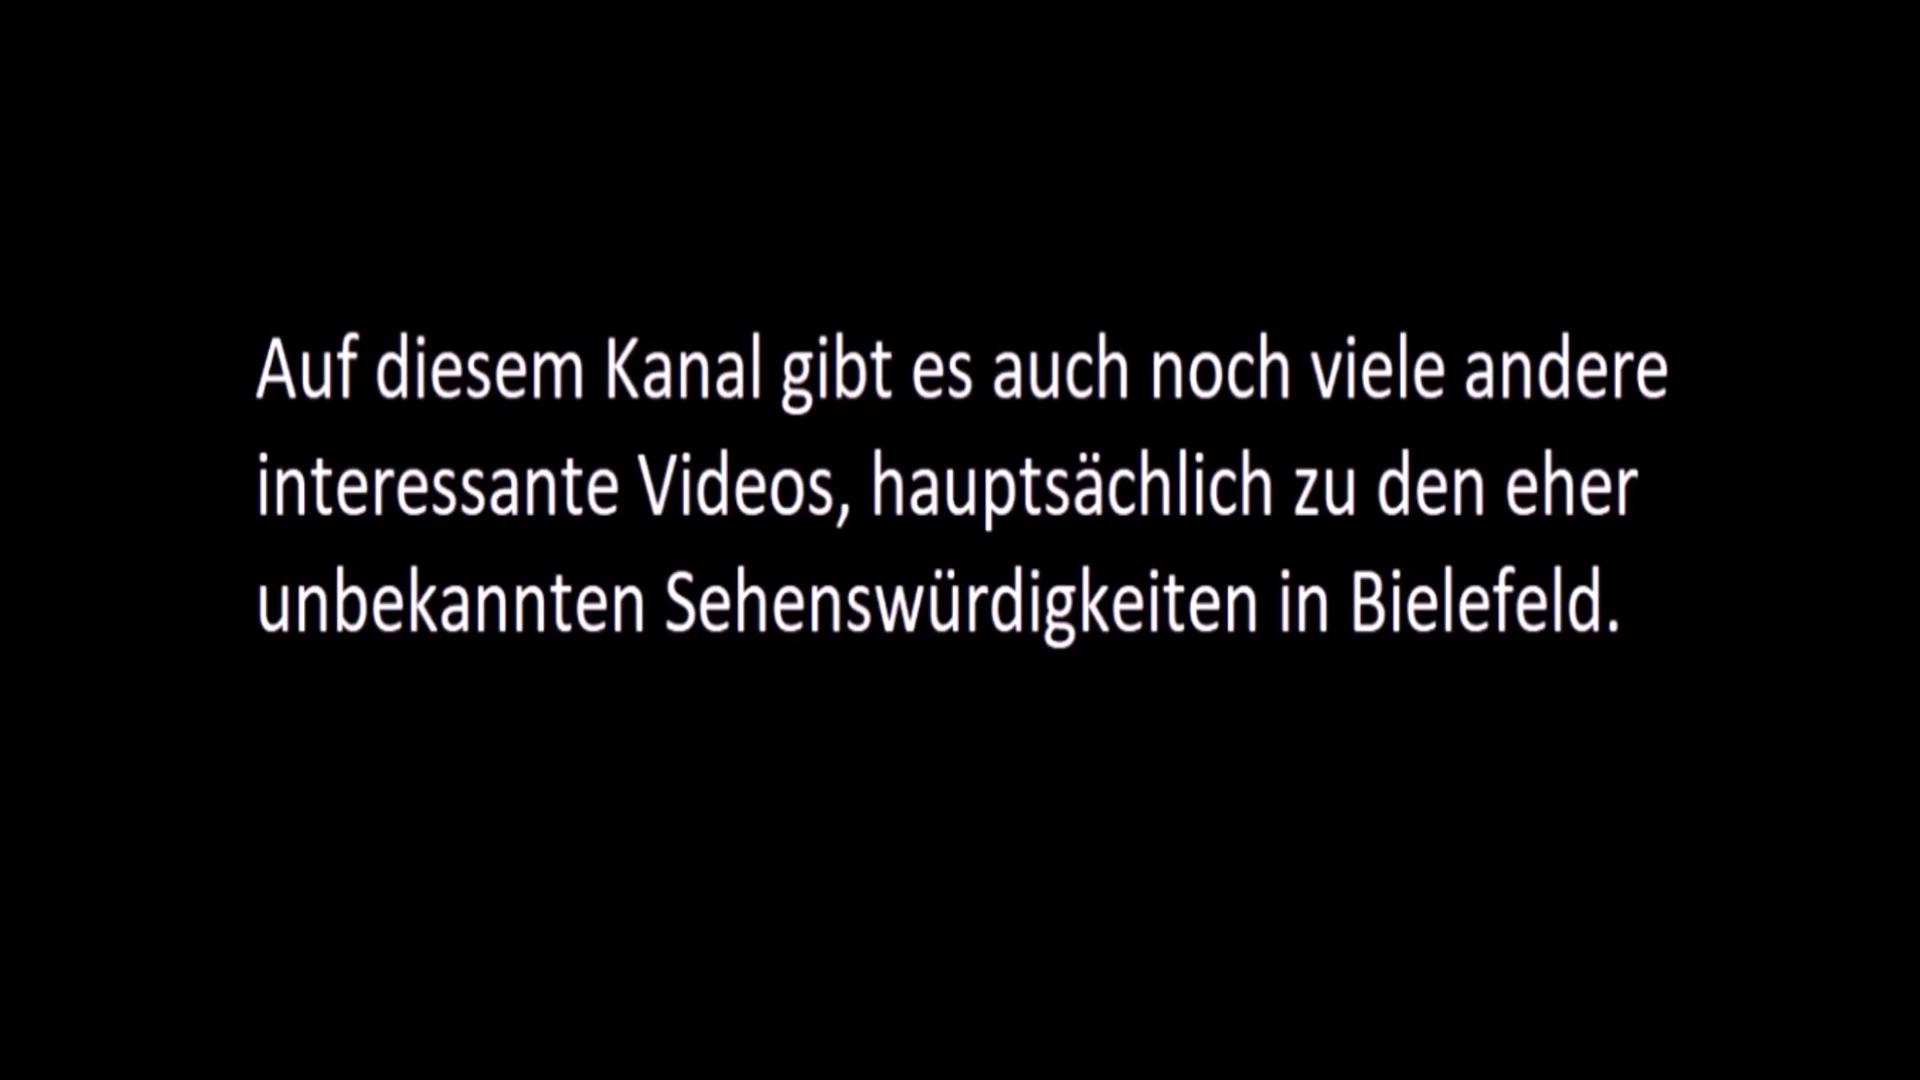 Auf diesem Kanal gibt es auch noch viele andere
interessante Videos, hauptsächlich zu den eher
unbekannten Sehenswürdigkeiten in Bielefeld.